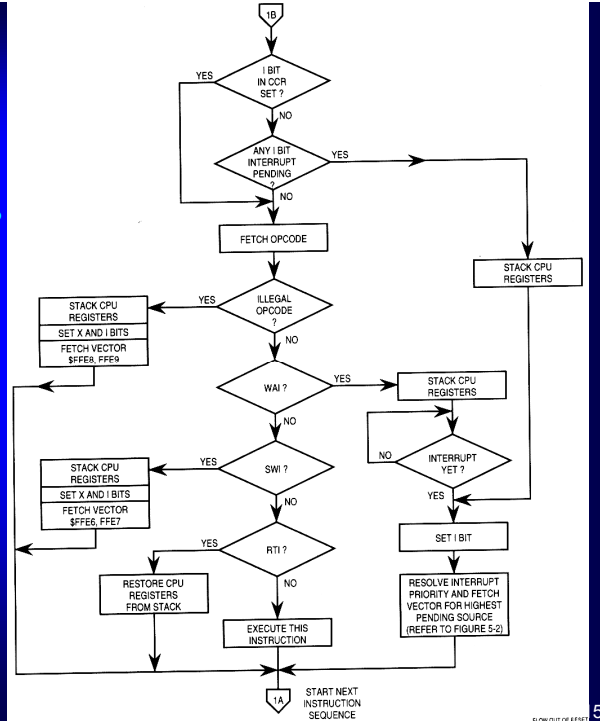 1B
I BIT
IN CCR
SET ?
YES
NO
ANY I BIT
INTERRUPT
PENDING
?
YES
NO
FETCH OPCODE
STACK CPU
REGISTERS
ILLEGAL
OPCODE
?
YES
NO
STACK CPU
REGISTERS
SET X AND I BITS
FETCH VECTOR
$FFE8, FFE9
WAI ?
YES
NO
STACK CPU
REGISTERS
INTERRUPT
YET ?
NO
YES
SWI ?
YES
NO
STACK CPU
REGISTERS
SET X AND I BITS
FETCH VECTOR
$FFE6, FFE7
SET I BIT
RTI ?
YES
NO
RESTORE CPU
REGISTERS
FROM STACK
RESOLVE INTERRUPT
PRIORITY AND FETCH
VECTOR FOR HIGHEST
PENDING SOURCE
(REFER TO FIGURE 5-2)
EXECUTE THIS
INSTRUCTION
1A
START NEXT
INSTRUCTION
SEQUENCE
5